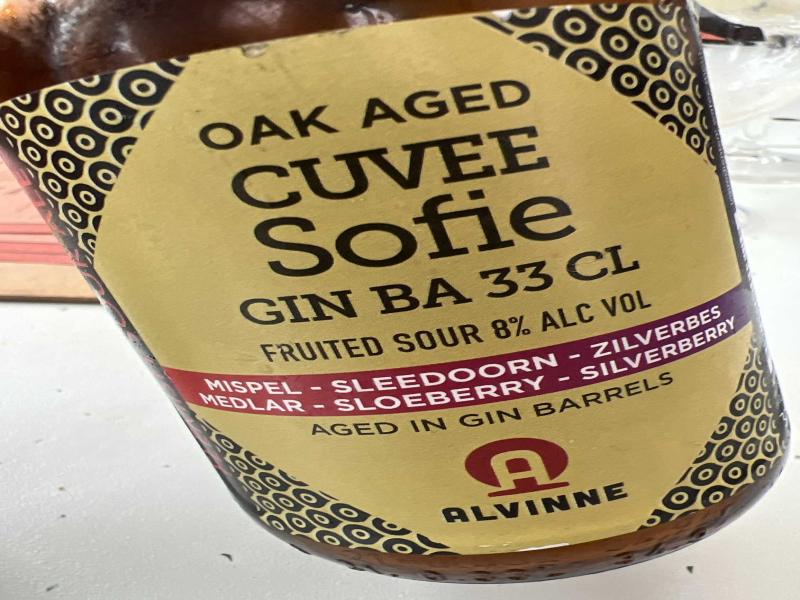 OAK AGED
CUVEE
Sofie
GIN BA 33 CL
FRUITED SOUR 8% ALC VOL
MISPEL - SLEEDOORN - ZILVERBES
MEDLAR - SLOEBERRY - SILVERBERRY
AGED IN GIN BARRELS
A
ALVINNE